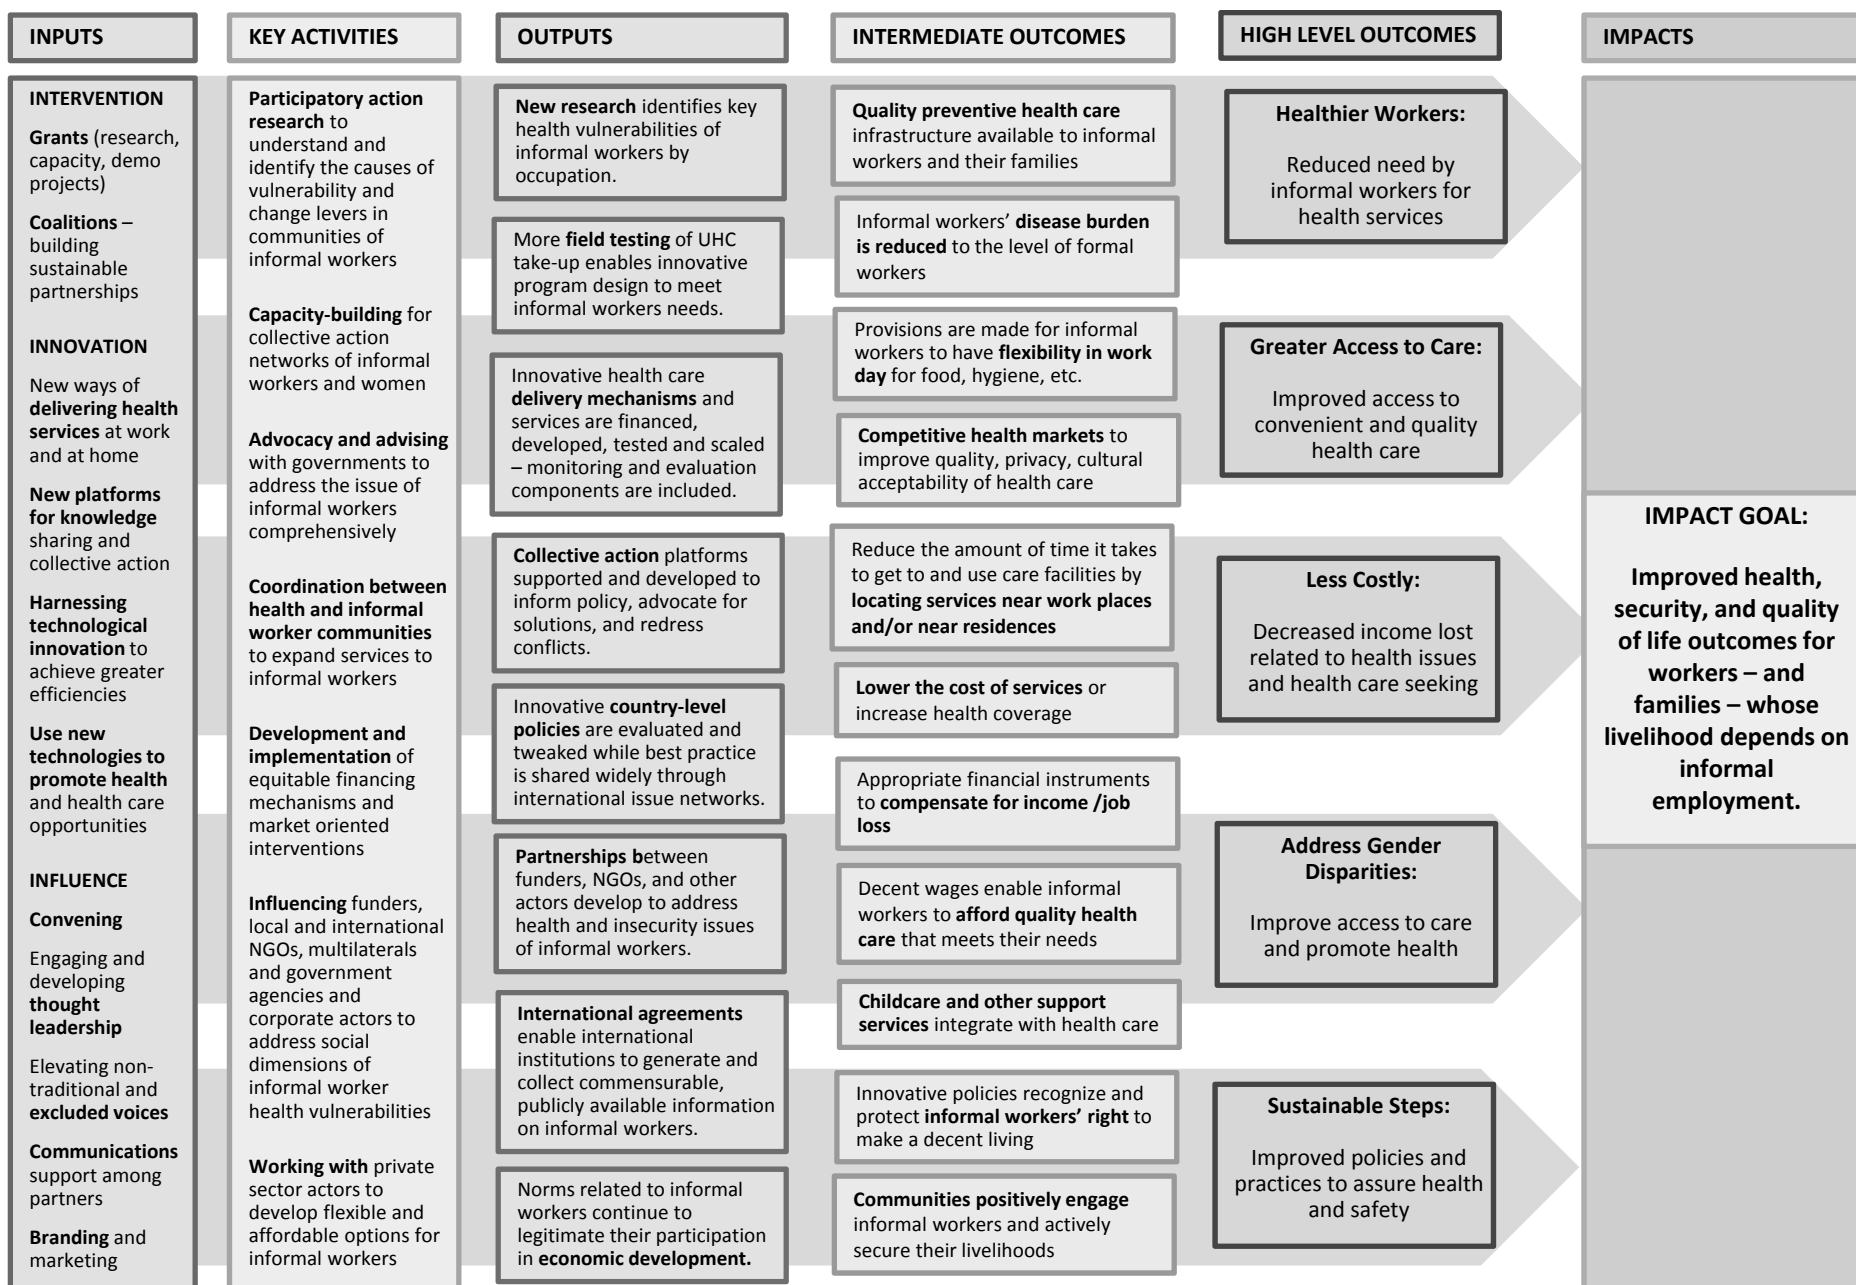 INPUTS
INTERVENTION
Grants (research,
capacity, demo
projects)
Coalitions –
building
sustainable
partnerships
INNOVATION
New ways of
delivering health
services at work
and at home
New platforms
for knowledge
sharing and
collective action
Harnessing
technological
innovation to
achieve greater
efficiencies
Use new
technologies to
promote health
and health care
opportunities
INFLUENCE
Convening
Engaging and
developing
thought
leadership
Elevating non-
traditional and
excluded voices
Communications
support among
partners
Branding and
marketing
KEY ACTIVITIES
Participatory action
research to
understand and
identify the causes of
vulnerability and
change levers in
communities of
informal workers
Capacity-building for
collective action
networks of informal
workers and women
Advocacy and advising
with governments to
address the issue of
informal workers
comprehensively
Coordination between
health and informal
worker communities
to expand services to
informal workers
Development and
implementation of
equitable financing
mechanisms and
market oriented
interventions
Influencing funders,
local and international
NGOs, multilaterals
and government
agencies and
corporate actors to
address social
dimensions of
informal worker
health vulnerabilities
Working with private
sector actors to
develop flexible and
affordable options for
informal workers
OUTPUTS
New research identifies key
health vulnerabilities of
informal workers by
occupation.
More field testing of UHC
take-up enables innovative
program design to meet
informal workers needs.
Innovative health care
delivery mechanisms and
services are financed,
developed, tested and scaled
– monitoring and evaluation
components are included.
Collective action platforms
supported and developed to
inform policy, advocate for
solutions, and redress
conflicts.
Innovative country-level
policies are evaluated and
tweaked while best practice
is shared widely through
international issue networks.
Partnerships between
funders, NGOs, and other
actors develop to address
health and insecurity issues
of informal workers.
International agreements
enable international
institutions to generate and
collect commensurable,
publicly available information
on informal workers.
Norms related to informal
workers continue to
legitimate their participation
in economic development.
INTERMEDIATE OUTCOMES
Quality preventive health care
infrastructure available to informal
workers and their families
Informal workers’ disease burden
is reduced to the level of formal
workers
Provisions are made for informal
workers to have flexibility in work
day for food, hygiene, etc.
Competitive health markets to
improve quality, privacy, cultural
acceptability of health care
Reduce the amount of time it takes
to get to and use care facilities by
locating services near work places
and/or near residences
Lower the cost of services or
increase health coverage
Appropriate financial instruments
to compensate for income /job
loss
Decent wages enable informal
workers to afford quality health
care that meets their needs
Childcare and other support
services integrate with health care
Innovative policies recognize and
protect informal workers’ right to
make a decent living
Communities positively engage
informal workers and actively
secure their livelihoods
HIGH LEVEL OUTCOMES
Healthier Workers:
Reduced need by
informal workers for
health services
Greater Access to Care:
Improved access to
convenient and quality
health care
Less Costly:
Decreased income lost
related to health issues
and health care seeking
Address Gender
Disparities:
Improve access to care
and promote health
Sustainable Steps:
Improved policies and
practices to assure health
and safety
IMPACTS
IMPACT GOAL:
Improved health,
security, and quality
of life outcomes for
workers – and
families – whose
livelihood depends on
informal
employment.